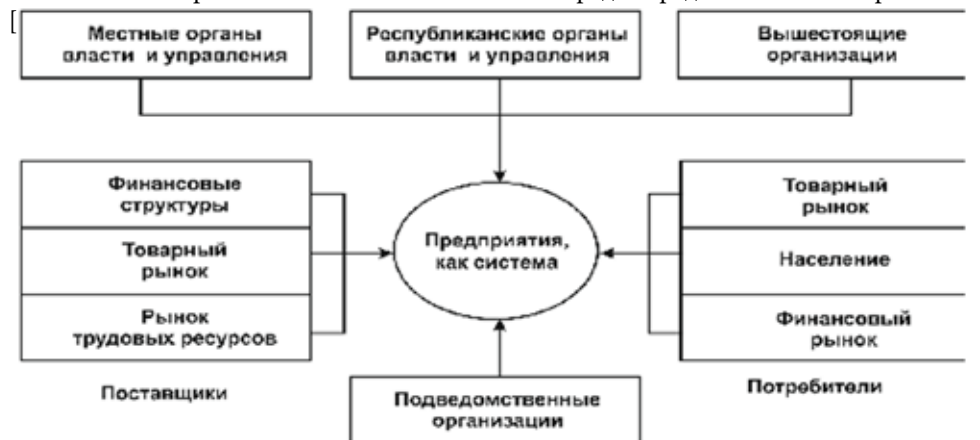 [
Местные органы
власти и управления
Республиканские органы
власти и управления
Вышестоящие
организации
Финансовые
структуры
Товарный
рынок
Рынок
трудовых ресурсов
Поставщики
Предприятия,
как система
Товарный
рынок
Население
Финансовый
рынок
Потребители
Подведомственные
организации